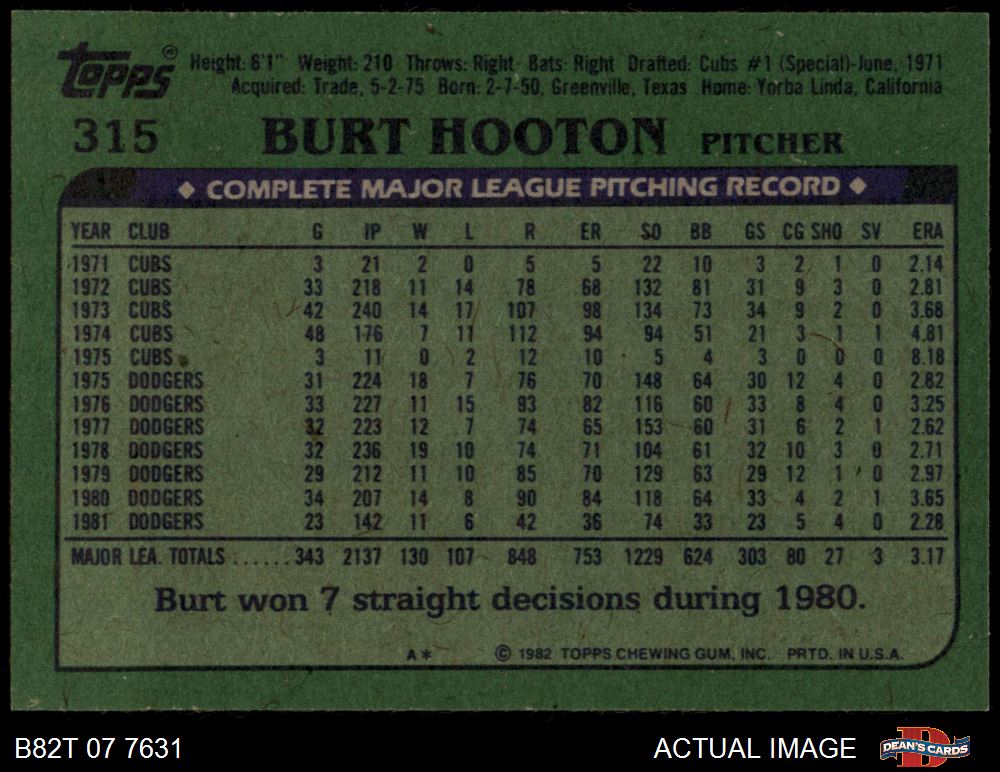 topps®
Height: 6'1" Weight: 210 Throws: Right Bats: Right Drafted: Cubs #1 (Special)-June, 1971
Acquired: Trade, 5-2-75 Born: 2-7-50, Greenville, Texas Home: Yorba Linda, California
315 BURT HOOTON PITCHER
◆ COMPLETE MAJOR LEAGUE PITCHING RECORD ◆
YEAR CLUB G IP W L R ER SO BB GS CG SHO SV ERA
1971 CUBS 3 21 2 0 5 5 22 10 3 2 1 0 2.14
1972 CUBS 33 218 11 14 78 68 132 81 31 9 3 0 2.81
1973 CUBS 42 240 14 17 107 98 134 73 34 9 2 0 3.68
1974 CUBS 48 176 7 11 112 94 94 51 21 3 1 1 4.81
1975 CUBS 3 11 0 2 12 10 5 4 3 0 0 0 8.18
1975 DODGERS 31 224 18 7 76 70 148 64 30 12 4 0 2.82
1976 DODGERS 33 227 11 15 93 82 116 60 33 8 4 0 3.25
1977 DODGERS 32 223 12 7 74 65 153 60 31 6 2 1 2.62
1978 DODGERS 32 236 19 10 74 71 104 61 32 10 3 0 2.71
1979 DODGERS 29 212 11 10 85 70 129 63 29 12 1 0 2.97
1980 DODGERS 34 207 14 8 90 84 118 64 33 4 2 1 3.65
1981 DODGERS 23 142 11 6 42 36 74 33 23 5 4 0 2.28
MAJOR LEA. TOTALS ...... 343 2137 130 107 848 753 1229 624 303 80 27 3 3.17
Burt won 7 straight decisions during 1980.
A* © 1982 TOPPS CHEWING GUM, INC. PRTD. IN U.S.A.
B82T 07 7631 ACTUAL IMAGE DEAN'S CARDS